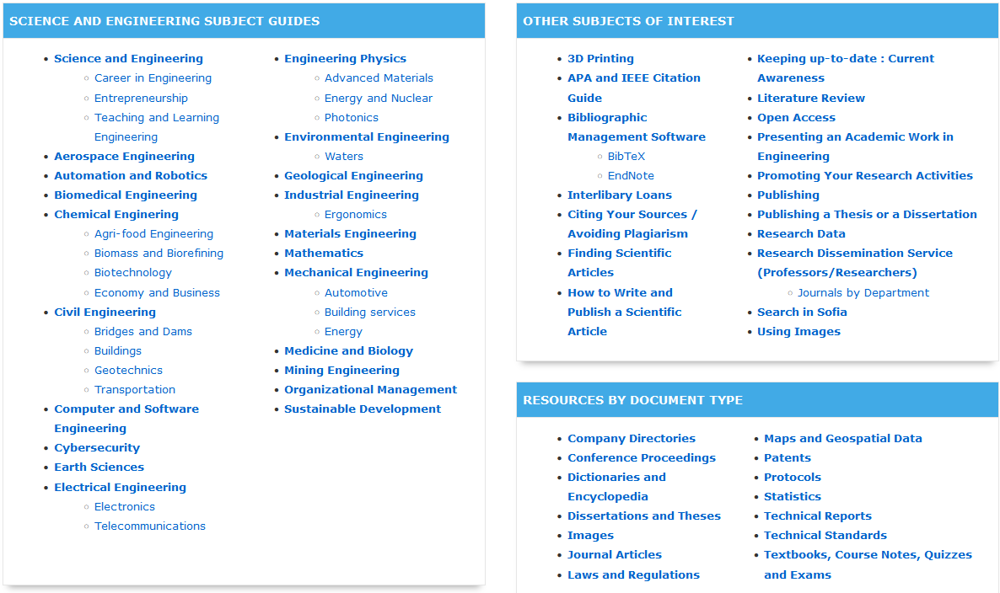 SCIENCE AND ENGINEERING SUBJECT GUIDES
Science and Engineering
Career in Engineering
Entrepreneurship
Teaching and Learning
Engineering
Aerospace Engineering
Automation and Robotics
Biomedical Engineering
Chemical Enginering
Agri-food Engineering
Biomass and Biorefining
Biotechnology
Economy and Business
Civil Engineering
Bridges and Dams
Buildings
Geotechnics
Transportation
Computer and Software
Engineering
Cybersecurity
Earth Sciences
Electrical Engineering
Electronics
Telecommunications
Engineering Physics
Advanced Materials
Energy and Nuclear
Photonics
Environmental Engineering
Waters
Geological Engineering
Industrial Engineering
Ergonomics
Materials Engineering
Mathematics
Mechanical Engineering
Automotive
Building services
Energy
Medicine and Biology
Mining Engineering
Organizational Management
Sustainable Development
OTHER SUBJECTS OF INTEREST
3D Printing
APA and IEEE Citation
Guide
Bibliographic
Management Software
BibTeX
EndNote
Interlibary Loans
Citing Your Sources /
Avoiding Plagiarism
Finding Scientific
Articles
How to Write and
Publish a Scientific
Article
Keeping up-to-date : Current
Awareness
Literature Review
Open Access
Presenting an Academic Work in
Engineering
Promoting Your Research Activities
Publishing
Publishing a Thesis or a Dissertation
Research Data
Research Dissemination Service
(Professors/Researchers)
Journals by Department
Search in Sofia
Using Images
RESOURCES BY DOCUMENT TYPE
Company Directories
Conference Proceedings
Dictionaries and
Encyclopedia
Dissertations and Theses
Images
Journal Articles
Laws and Regulations
Maps and Geospatial Data
Patents
Protocols
Statistics
Technical Reports
Technical Standards
Textbooks, Course Notes, Quizzes
and Exams